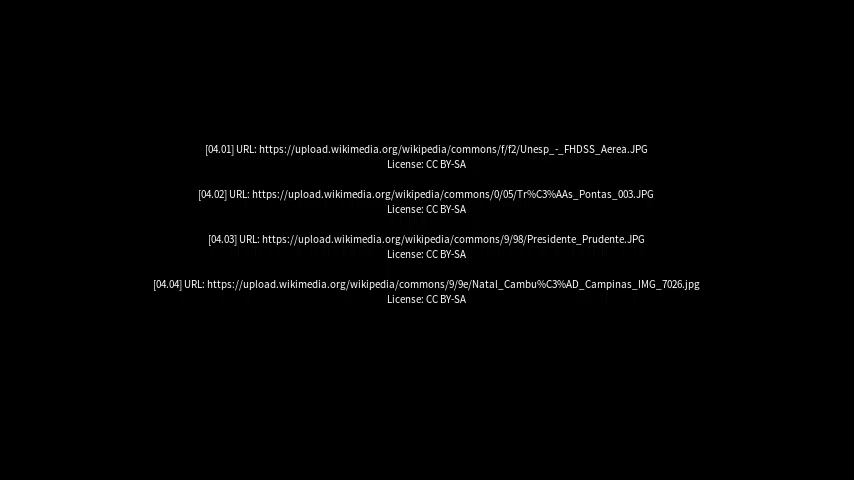 [04.01] URL: https://upload.wikimedia.org/wikipedia/commons/f/f2/Unesp_-_FHDSS_Aerea.JPG
License: CC BY-SA
[04.02] URL: https://upload.wikimedia.org/wikipedia/commons/0/05/Tr%C3%AAs_Pontas_003.JPG
License: CC BY-SA
[04.03] URL: https://upload.wikimedia.org/wikipedia/commons/9/98/Presidente_Prudente.JPG
License: CC BY-SA
[04.04] URL: https://upload.wikimedia.org/wikipedia/commons/9/9e/Natal_Cambu%C3%AD_Campinas_IMG_7026.jpg
License: CC BY-SA